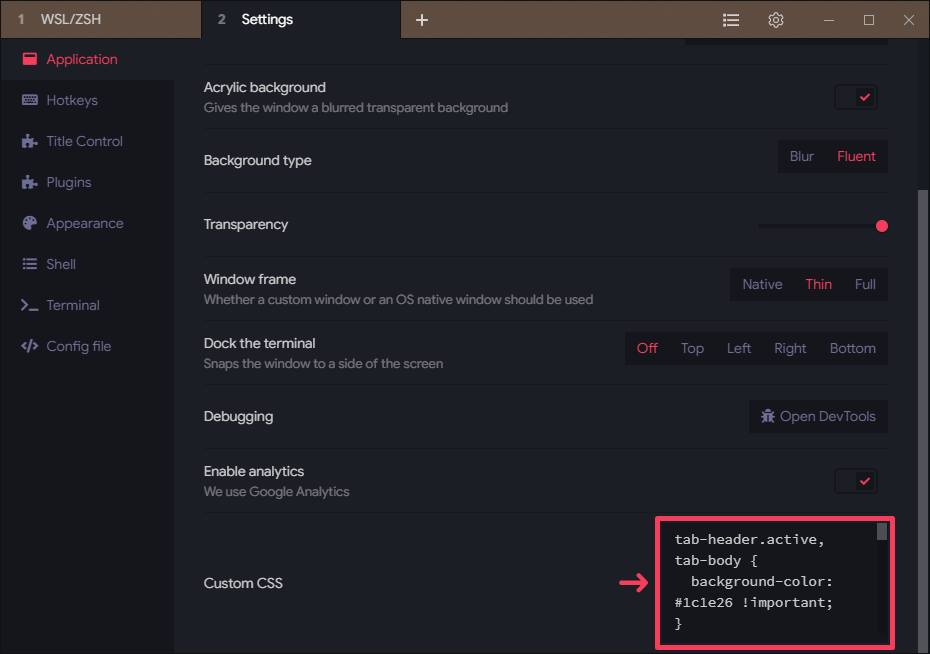 1 WSL/ZSH
2 Settings
Application
Hotkeys
Title Control
Plugins
Appearance
Shell
Terminal
Config file
Acrylic background
Gives the window a blurred transparent background
Background type
Blur Fluent
Transparency
Window frame
Whether a custom window or an OS native window should be used
Native Thin Full
Dock the terminal
Snaps the window to a side of the screen
Off Top Left Right Bottom
Debugging
Open DevTools
Enable analytics
We use Google Analytics
Custom CSS
tab-header.active,
tab-body {
  background-color:
#1c1e26 !important;
}